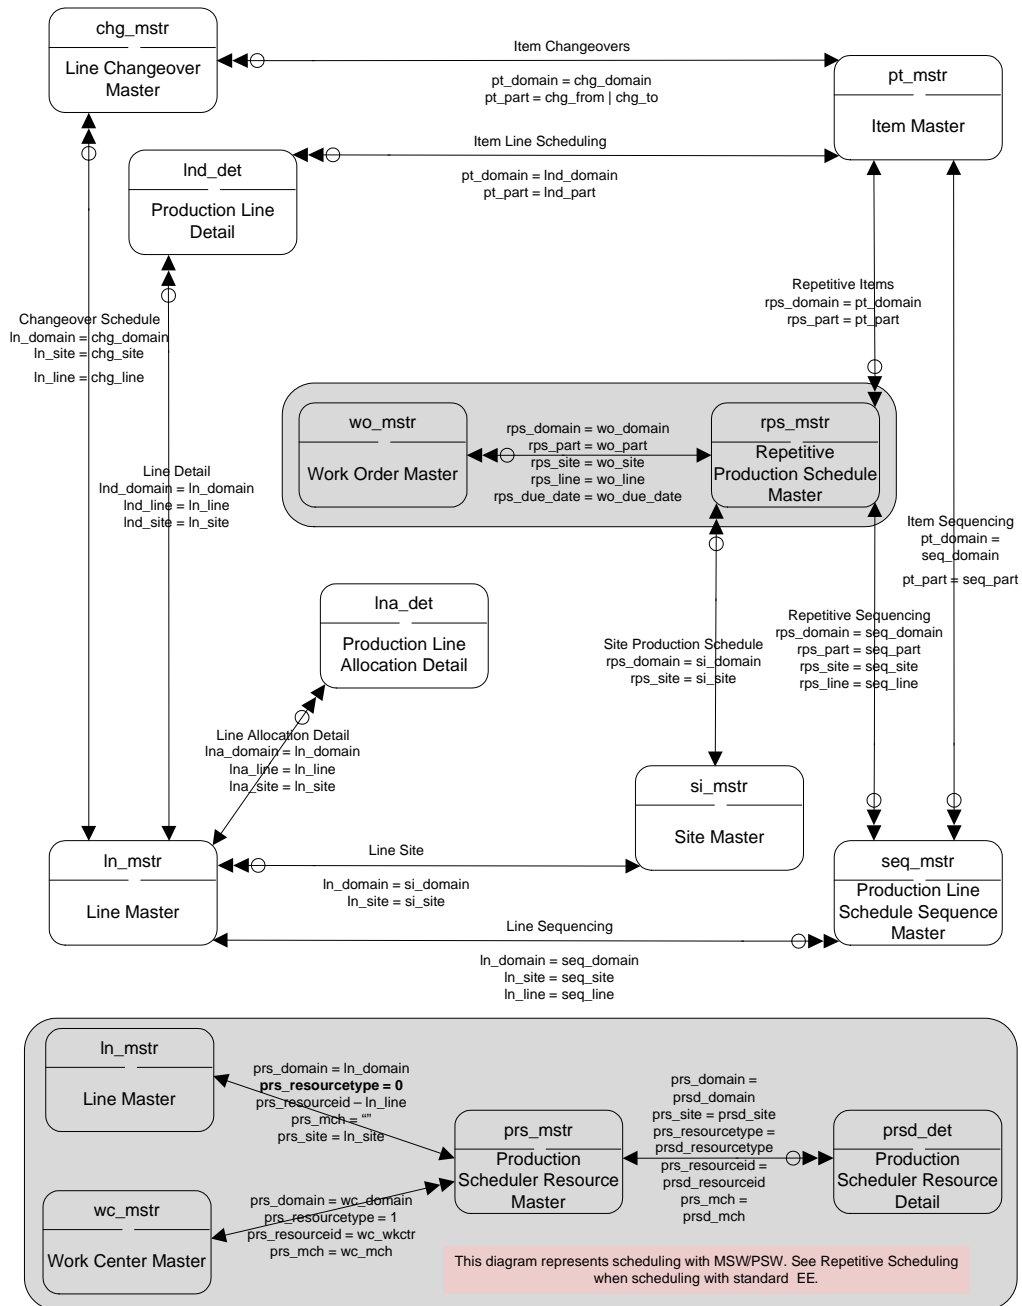 chg_mstr
Line Changeover
Master
Item Changeovers
pt_domain = chg_domain
pt_part = chg_from | chg_to
pt_mstr
Item Master
Item Line Scheduling
pt_domain = lnd_domain
pt_part = lnd_part
lnd_det
Production Line
Detail
Repetitive Items
rps_domain = pt_domain
rps_part = pt_part
Changeover Schedule
ln_domain = chg_domain
ln_site = chg_site
ln_line = chg_line
wo_mstr
Work Order Master
rps_domain = wo_domain
rps_part = wo_part
rps_site = wo_site
rps_line = wo_line
rps_due_date = wo_due_date
rps_mstr
Repetitive
Production Schedule
Master
Line Detail
lnd_domain = ln_domain
lnd_line = ln_line
lnd_site = ln_site
Item Sequencing
pt_domain =
seq_domain
pt_part = seq_part
lna_det
Production Line
Allocation Detail
Site Production Schedule
rps_domain = si_domain
rps_site = si_site
Repetitive Sequencing
rps_domain = seq_domain
rps_part = seq_part
rps_site = seq_site
rps_line = seq_line
Line Allocation Detail
lna_domain = ln_domain
lna_line = ln_line
lna_site = ln_site
si_mstr
Site Master
ln_mstr
Line Master
Line Site
ln_domain = si_domain
ln_site = si_site
seq_mstr
Production Line
Schedule Sequence
Master
Line Sequencing
ln_domain = seq_domain
ln_site = seq_site
ln_line = seq_line
ln_mstr
Line Master
prs_domain = ln_domain
prs_resourcetype = 0
prs_resourceid – ln_line
prs_mch = “”
prs_site = ln_site
prs_mstr
Production
Scheduler Resource
Master
prs_domain =
prsd_domain
prs_site = prsd_site
prs_resourcetype =
prsd_resourcetype
prs_resourceid =
prsd_resourceid
prs_mch =
prsd_mch
prsd_det
Production
Scheduler Resource
Detail
wc_mstr
Work Center Master
prs_domain = wc_domain
prs_resourcetype = 1
prs_resourceid = wc_wkctr
prs_mch = wc_mch
This diagram represents scheduling with MSW/PSW. See Repetitive Scheduling
when scheduling with standard EE.